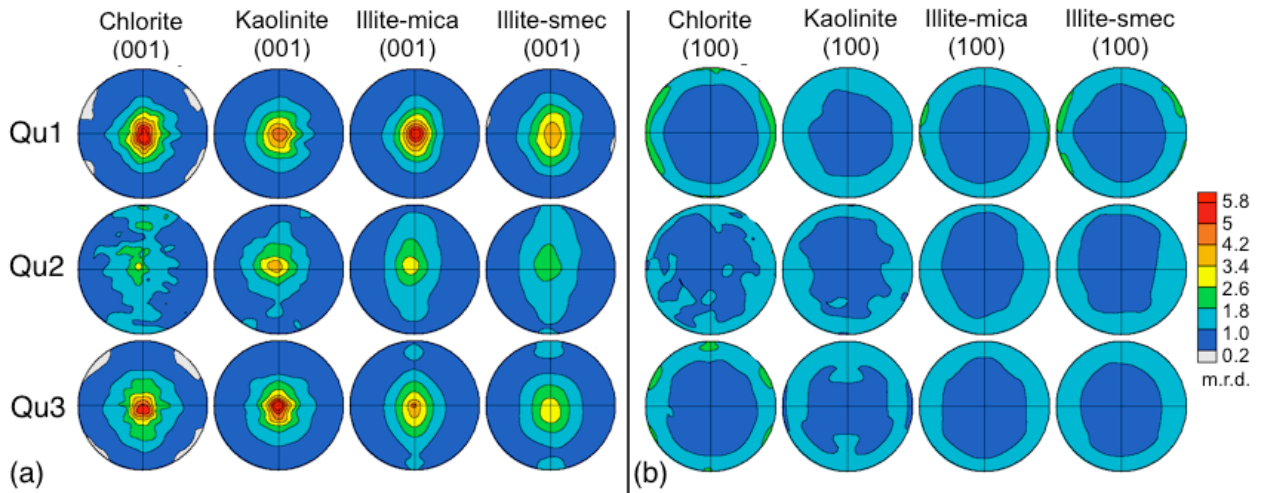 Chlorite Kaolinite Illite-mica Illite-smec Chlorite Kaolinite Illite-mica Illite-smec
(001) (001) (001) (001) (100) (100) (100) (100)
Qu1
Qu2
Qu3
5.8
5
4.2
3.4
2.6
1.8
1.0
0.2
m.r.d.
(a) (b)